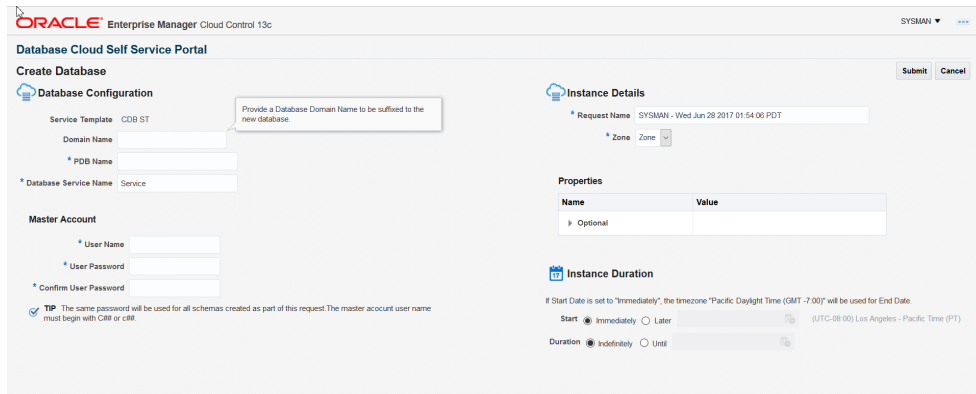 ORACLE Enterprise Manager Cloud Control 13c
SYSMAN ▼ ...
Database Cloud Self Service Portal
Create Database
Submit Cancel
Database Configuration
Provide a Database Domain Name to be suffixed to the
new database.
Service Template CDB ST
Domain Name
* PDB Name
* Database Service Name Service
Master Account
* User Name
* User Password
* Confirm User Password
TIP The same password will be used for all schemas created as part of this request.The master acocunt user name
must begin with C## or c##.
Instance Details
* Request Name SYSMAN - Wed Jun 28 2017 01:54:06 PDT
* Zone Zone
Properties
Name Value
Optional
17 Instance Duration
If Start Date is set to "Immediately", the timezone "Pacific Daylight Time (GMT -7:00)" will be used for End Date.
Start Immediately Later (UTC-08:00) Los Angeles - Pacific Time (PT)
Duration Indefinitely Until